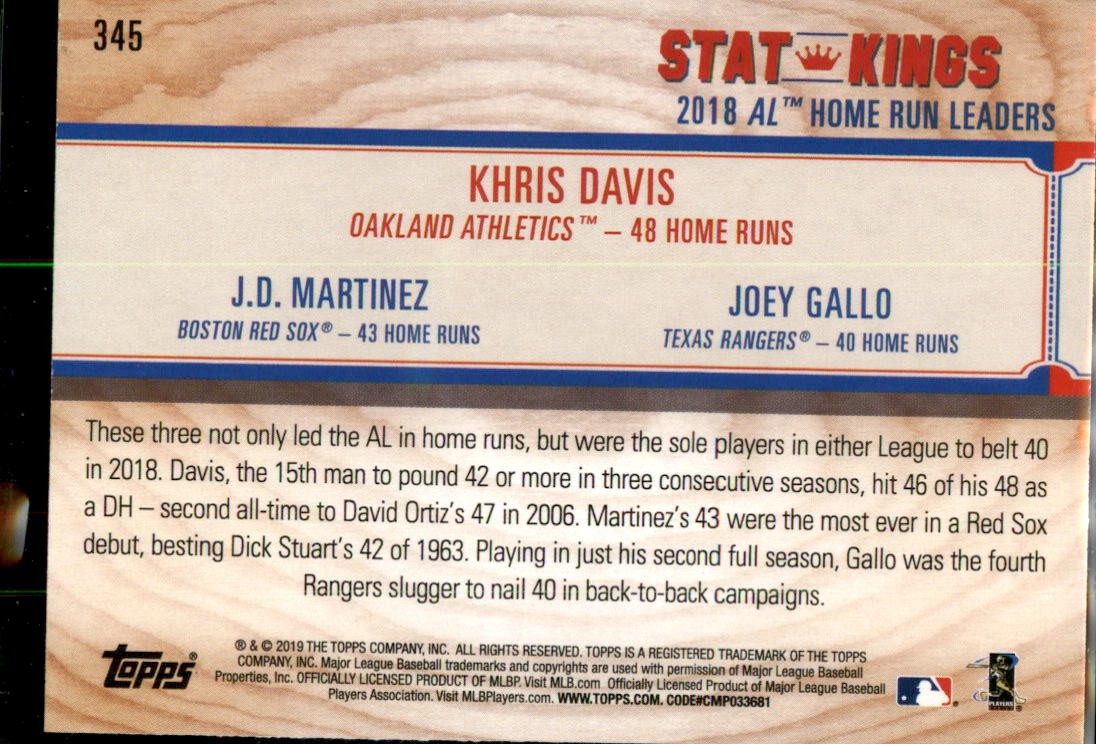 345
STAT KINGS
2018 AL™ HOME RUN LEADERS
KHRIS DAVIS
OAKLAND ATHLETICS™ – 48 HOME RUNS
J.D. MARTINEZ
BOSTON RED SOX® – 43 HOME RUNS
JOEY GALLO
TEXAS RANGERS® – 40 HOME RUNS
These three not only led the AL in home runs, but were the sole players in either League to belt 40
in 2018. Davis, the 15th man to pound 42 or more in three consecutive seasons, hit 46 of his 48 as
a DH – second all-time to David Ortiz's 47 in 2006. Martinez's 43 were the most ever in a Red Sox
debut, besting Dick Stuart's 42 of 1963. Playing in just his second full season, Gallo was the fourth
Rangers slugger to nail 40 in back-to-back campaigns.
Topps®
® & © 2019 THE TOPPS COMPANY, INC. ALL RIGHTS RESERVED. TOPPS IS A REGISTERED TRADEMARK OF THE TOPPS
COMPANY, INC. Major League Baseball trademarks and copyrights are used with permission of Major League Baseball
Properties, Inc. OFFICIALLY LICENSED PRODUCT OF MLBP. Visit MLB.com Officially Licensed Product of Major League Baseball
Players Association. Visit MLBPlayers.com. WWW.TOPPS.COM. CODE#CMP033681
PLAYERS